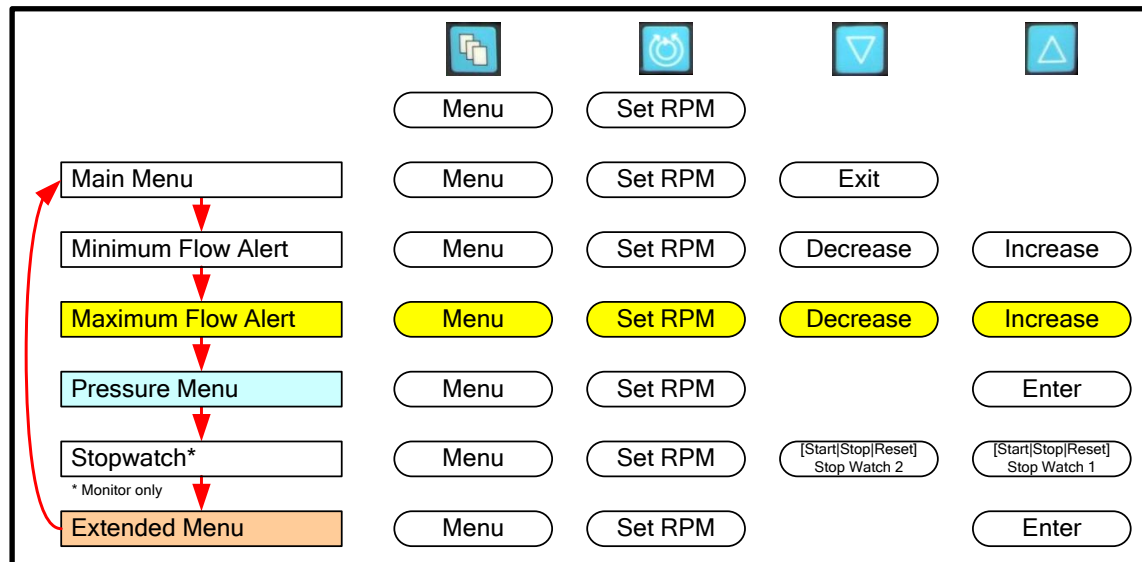 Menu Set RPM
Main Menu Menu Set RPM Exit
Minimum Flow Alert Menu Set RPM Decrease Increase
Maximum Flow Alert Menu Set RPM Decrease Increase
Pressure Menu Menu Set RPM Enter
Stopwatch* Menu Set RPM [Start|Stop|Reset] [Start|Stop|Reset]
Stop Watch 2 Stop Watch 1
* Monitor only
Extended Menu Menu Set RPM Enter